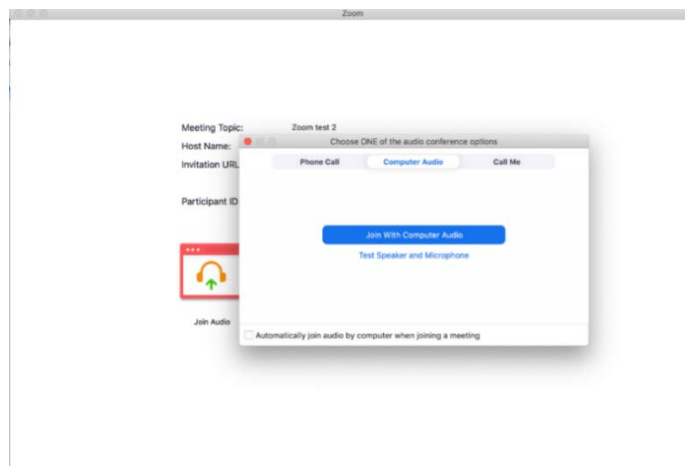 Zoom
Meeting Topic: Zoom test 2
Host Name:
Invitation URL
Participant ID
Join Audio
Choose ONE of the audio conference options
Phone Call Computer Audio Call Me
Join With Computer Audio
Test Speaker and Microphone
Automatically join audio by computer when joining a meeting